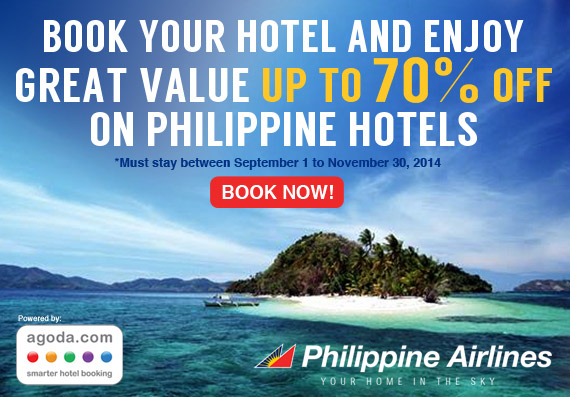 BOOK YOUR HOTEL AND ENJOY
GREAT VALUE UP TO 70% OFF
ON PHILIPPINE HOTELS
*Must stay between September 1 to November 30, 2014
BOOK NOW!
Powered by:
agoda.com
smarter hotel booking
Philippine Airlines
YOUR HOME IN THE SKY